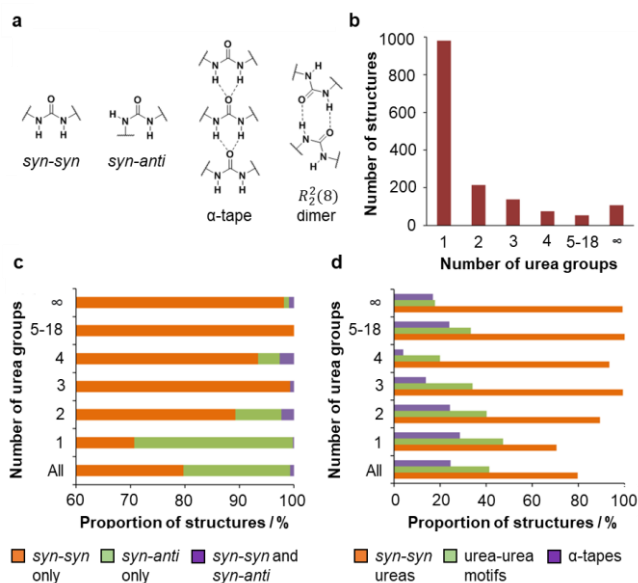 a
O
N N
H H
syn-syn
O
H N N
H
syn-anti
O
N N
H H
O
N N
H H
O
N N
H H
α-tape
H
N N
O H
H O
N N
H
R₂²(8)
dimer
b
Number of structures
1000
800
600
400
200
0
1 2 3 4 5-18 ∞
Number of urea groups
c
Number of urea groups
∞
5-18
4
3
2
1
All
60 70 80 90 100
Proportion of structures / %
syn-syn only
syn-anti only
syn-syn and syn-anti
d
Number of urea groups
∞
5-18
4
3
2
1
All
0 20 40 60 80 100
Proportion of structures / %
syn-syn ureas
urea-urea motifs
α-tapes